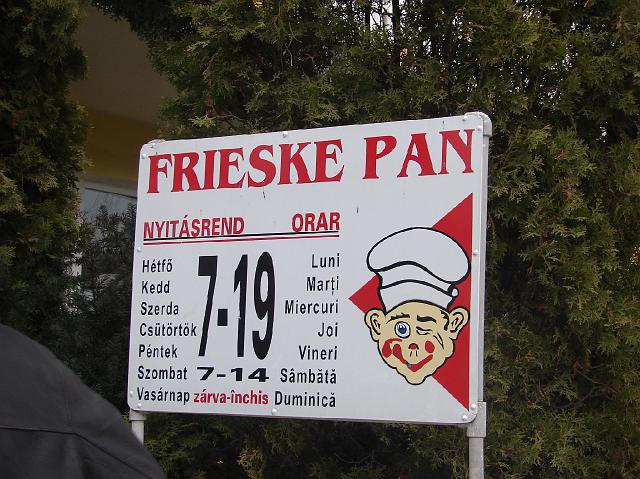 FRIESKE PAN
NYITÁSREND ORAR
Hétfő Luni
Kedd Marți
Szerda 7-19 Miercuri
Csütörtök Joi
Péntek Vineri
Szombat 7-14 Sâmbătă
Vasárnap zárva-închis Duminică